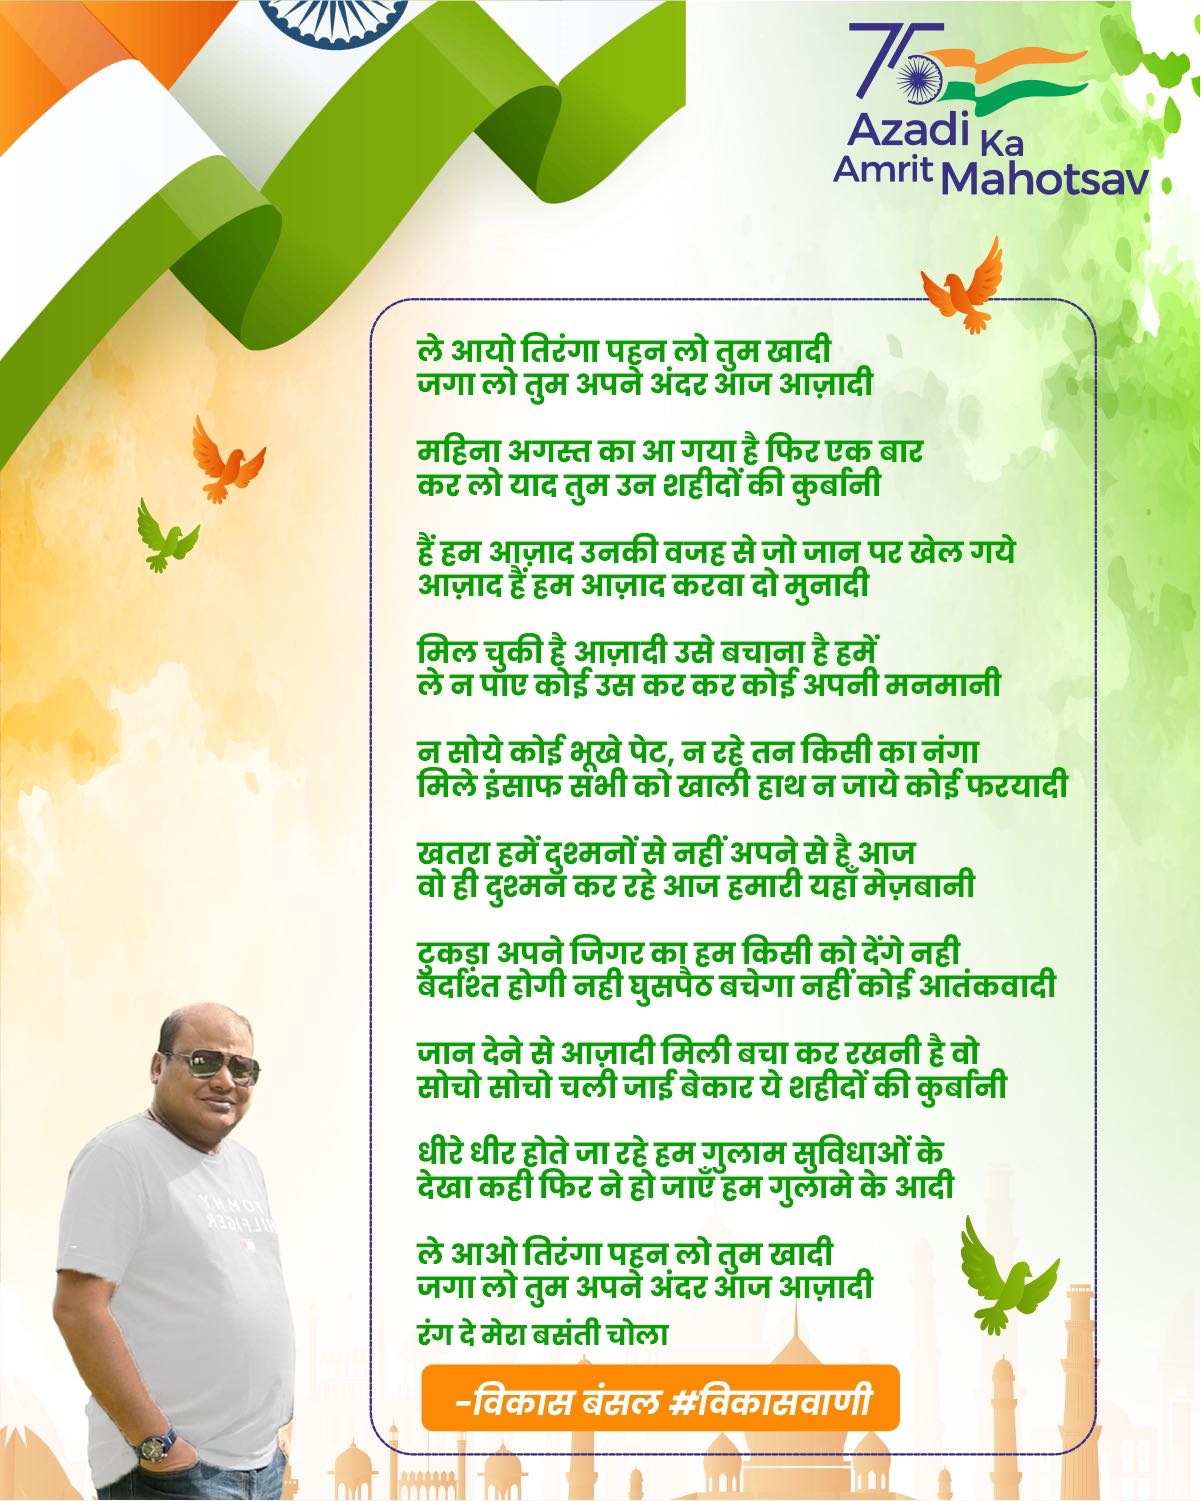 75
Azadi Ka
Amrit Mahotsav
ले आयो तिरंगा पहन लो तुम खादी
जगा लो तुम अपने अंदर आज आज़ादी
महिना अगस्त का आ गया है फिर एक बार
कर लो याद तुम उन शहीदों की कुर्बानी
हैं हम आज़ाद उनकी वजह से जो जान पर खेल गये
आज़ाद हैं हम आज़ाद करवा दो मुनादी
मिल चुकी है आज़ादी उसे बचाना है हमें
ले न पाए कोई उस कर कर कोई अपनी मनमानी
न सोये कोई भूखे पेट, न रहे तन किसी का नंगा
मिले इंसाफ सभी को खाली हाथ न जाये कोई फरयादी
खतरा हमें दुश्मनों से नहीं अपने से है आज
वो ही दुश्मन कर रहे आज हमारी यहाँ मेज़बानी
टुकड़ा अपने जिगर का हम किसी को देंगे नही
बर्दाश्त होगी नही घुसपैठ बचेगा नहीं कोई आतंकवादी
जान देने से आज़ादी मिली बचा कर रखनी है वो
सोचो सोचो चली जाई बेकार ये शहीदों की कुर्बानी
धीरे धीर होते जा रहे हम गुलाम सुविधाओं के
देखा कही फिर ने हो जाएँ हम गुलामे के आदी
ले आओ तिरंगा पहन लो तुम खादी
जगा लो तुम अपने अंदर आज आज़ादी
रंग दे मेरा बसंती चोला
-विकास बंसल #विकासवाणी
TOMMY
HILFIGER